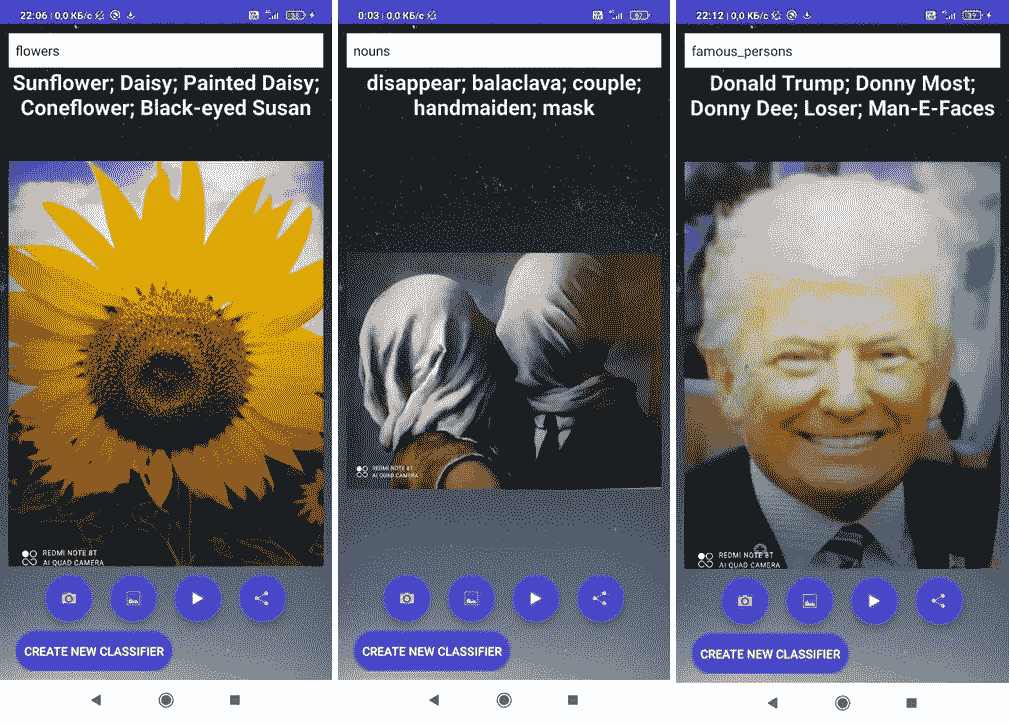 22:06 0,0 КБ/с
flowers
Sunflower; Daisy; Painted Daisy;
Coneflower; Black-eyed Susan
REDMI NOTE 8T
AI QUAD CAMERA
CREATE NEW CLASSIFIER
0:03 0,0 КБ/с
nouns
disappear; balaclava; couple;
handmaiden; mask
REDMI NOTE 8T
AI QUAD CAMERA
CREATE NEW CLASSIFIER
22:12 0,0 КБ/с
famous_persons
Donald Trump; Donny Most;
Donny Dee; Loser; Man-E-Faces
REDMI NOTE 8T
AI QUAD CAMERA
CREATE NEW CLASSIFIER